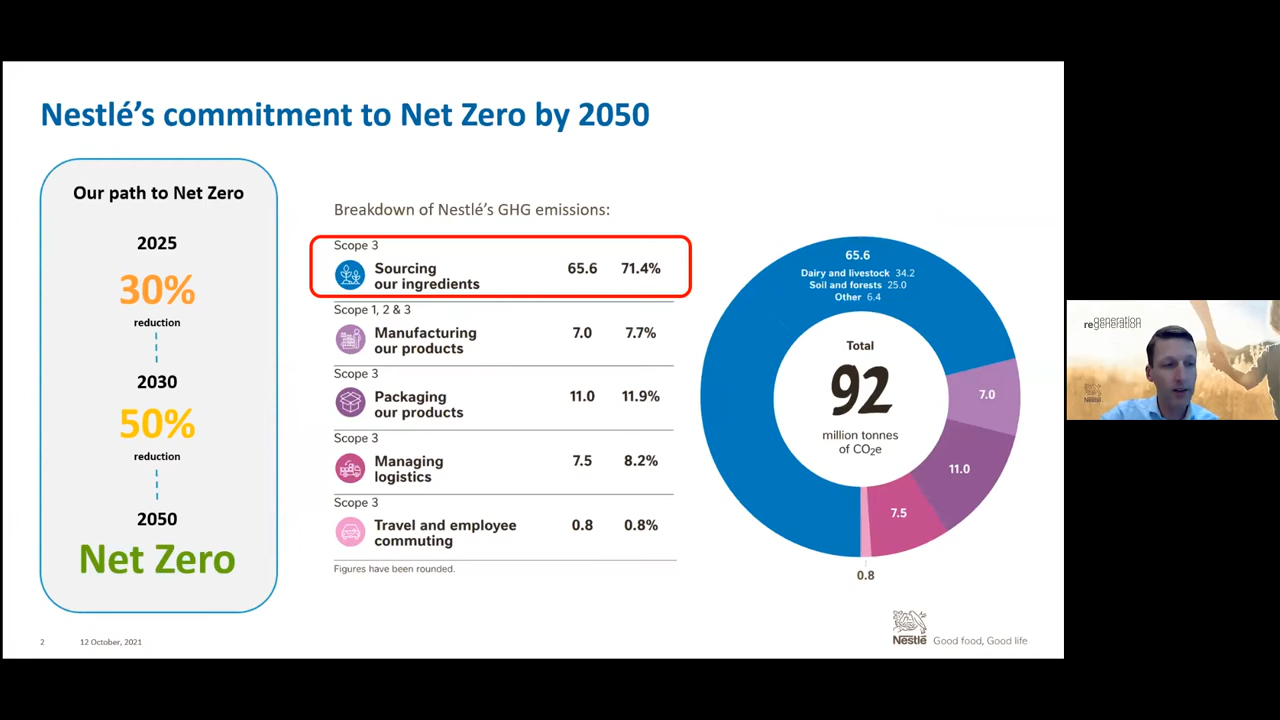 Nestlé's commitment to Net Zero by 2050
Our path to Net Zero
2025
30%
reduction
2030
50%
reduction
2050
Net Zero
Breakdown of Nestlé's GHG emissions:
Scope 3
Sourcing
our ingredients
65.6 71.4%
Scope 1, 2 & 3
Manufacturing
our products
7.0 7.7%
Scope 3
Packaging
our products
11.0 11.9%
Scope 3
Managing
logistics
7.5 8.2%
Scope 3
Travel and employee
commuting
0.8 0.8%
Figures have been rounded.
65.6
Dairy and livestock 34.2
Soil and forests 25.0
Other 6.4
7.0
11.0
7.5
0.8
Total
92
million tonnes
of CO2e
2 12 October, 2021
Nestlé Good food, Good life
generation
regeneration
Nestlé